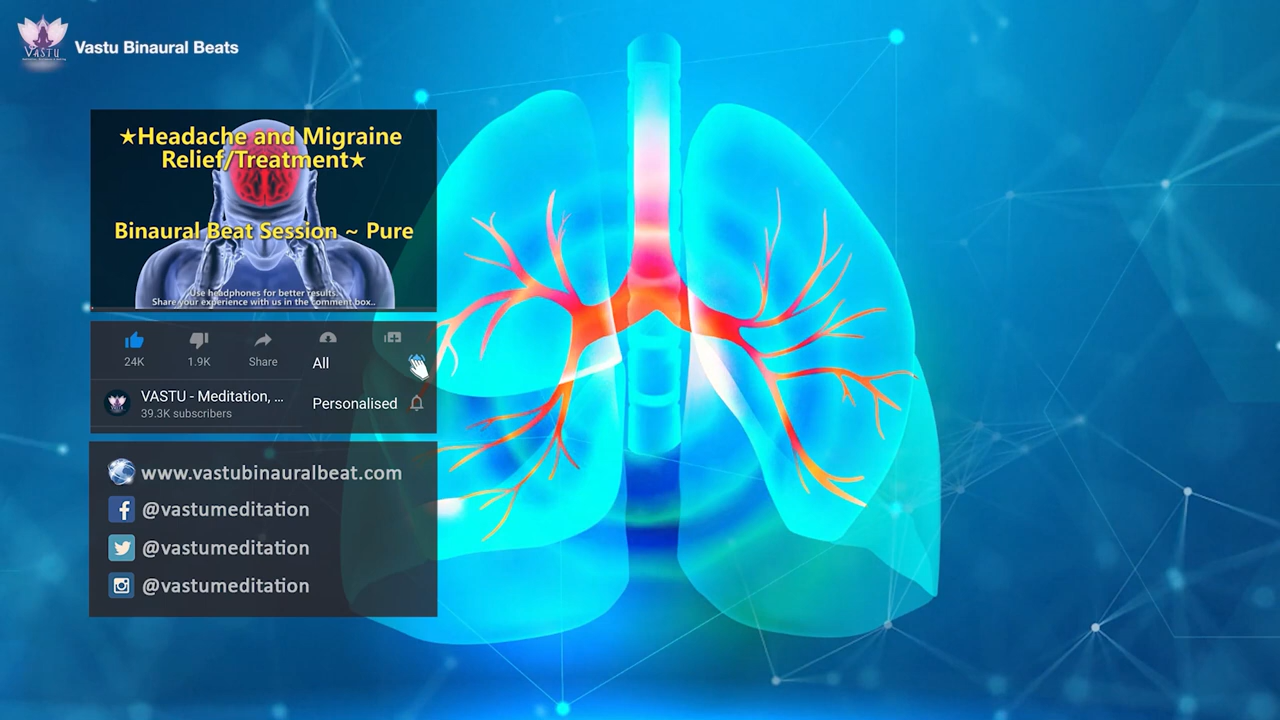 VASTU
Vastu Binaural Beats
★Headache and Migraine
Relief/Treatment★
Binaural Beat Session ~ Pure
Use headphones for better results..
Share your experience with us in the comment box..
24K
1.9K
Share
All
VASTU - Meditation, ...
39.3K subscribers
Personalised
www.vastubinauralbeat.com
@vastumeditation
@vastumeditation
@vastumeditation